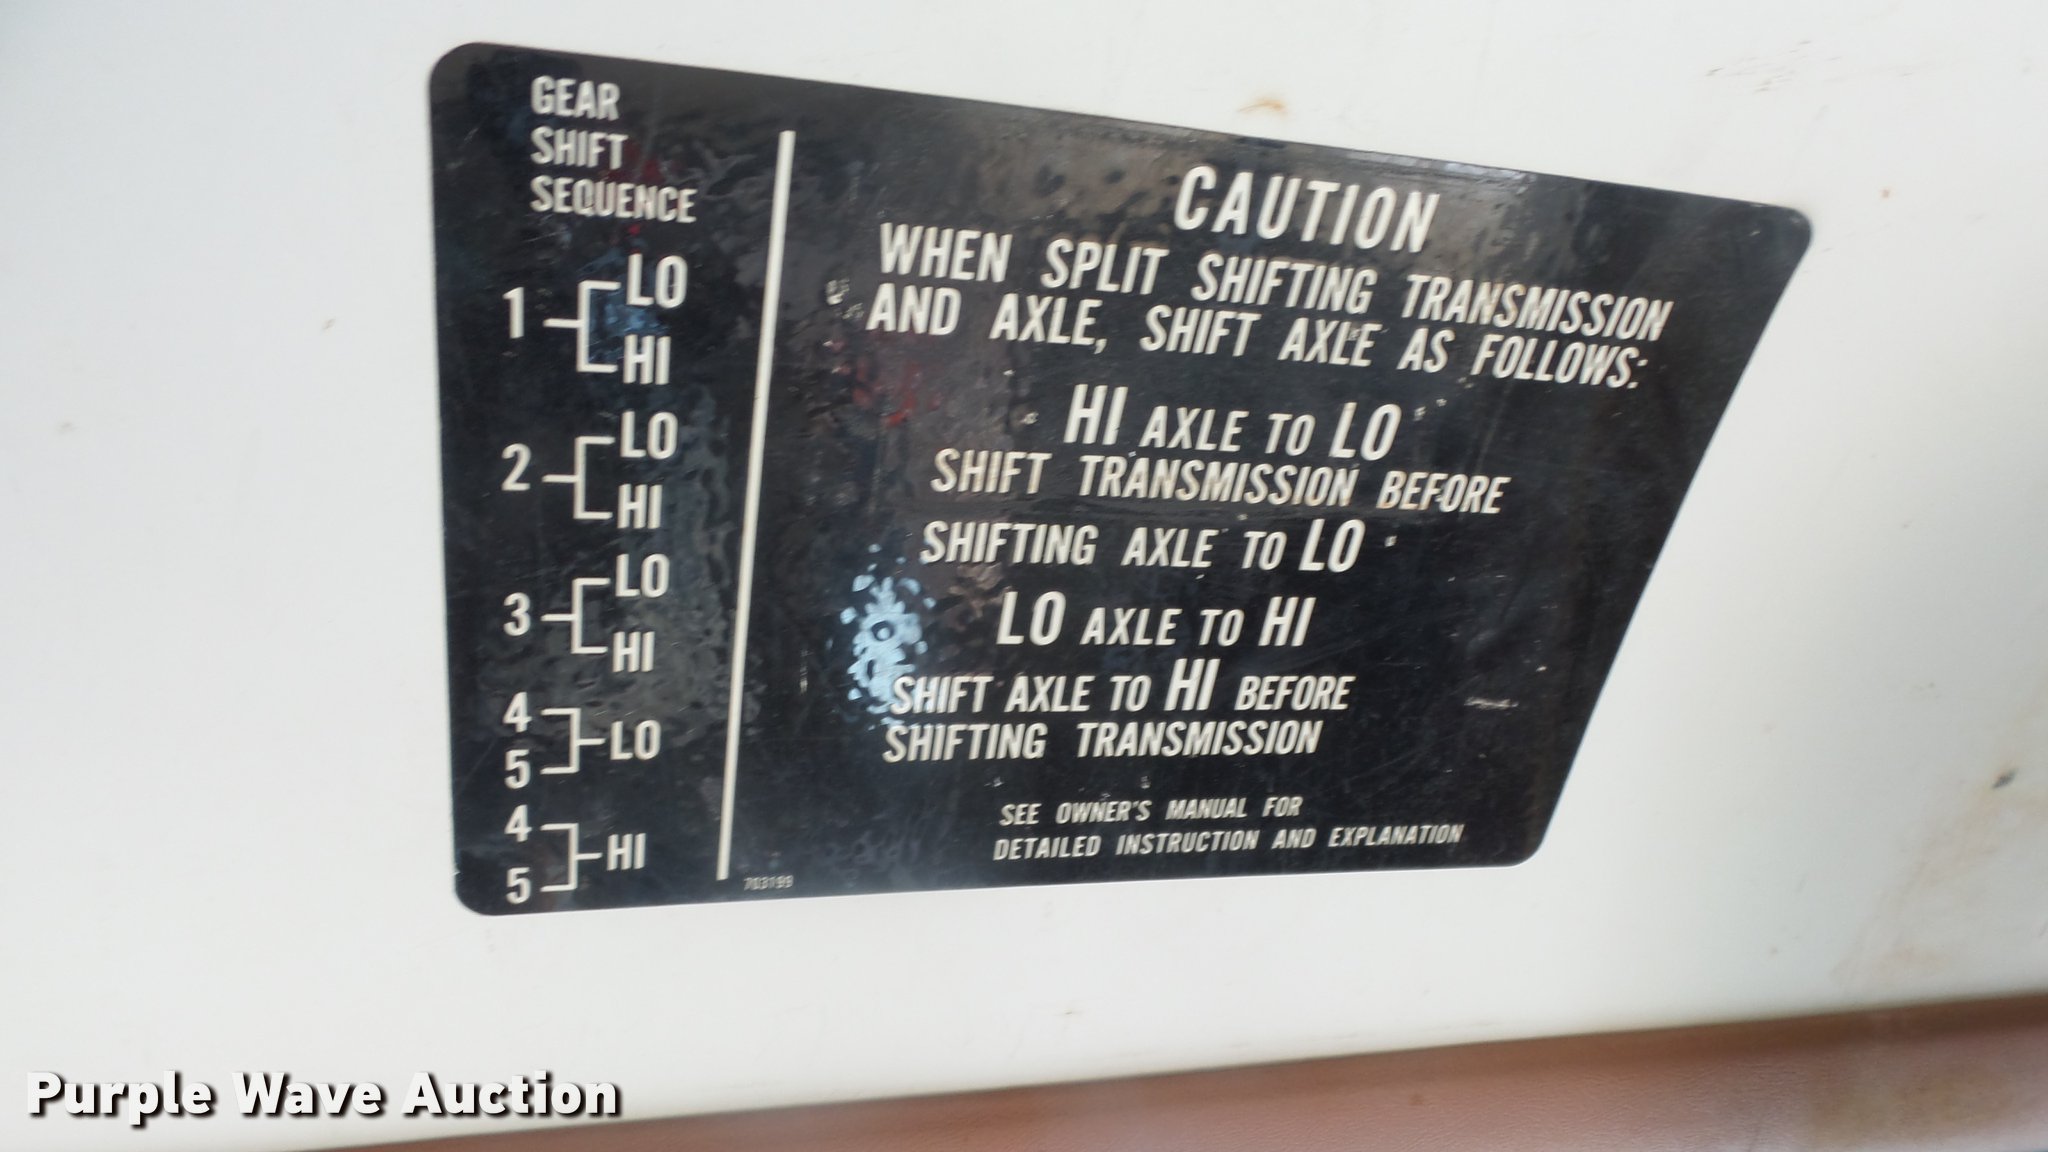 GEAR
SHIFT
SEQUENCE
1 LO
HI
2 LO
HI
3 LO
HI
4
5 LO
4
5 HI
CAUTION
WHEN SPLIT SHIFTING TRANSMISSION
AND AXLE, SHIFT AXLE AS FOLLOWS:
HI AXLE TO LO
SHIFT TRANSMISSION BEFORE
SHIFTING AXLE TO LO
LO AXLE TO HI
SHIFT AXLE TO HI BEFORE
SHIFTING TRANSMISSION
SEE OWNER'S MANUAL FOR
DETAILED INSTRUCTION AND EXPLANATION
703199
Purple Wave Auction